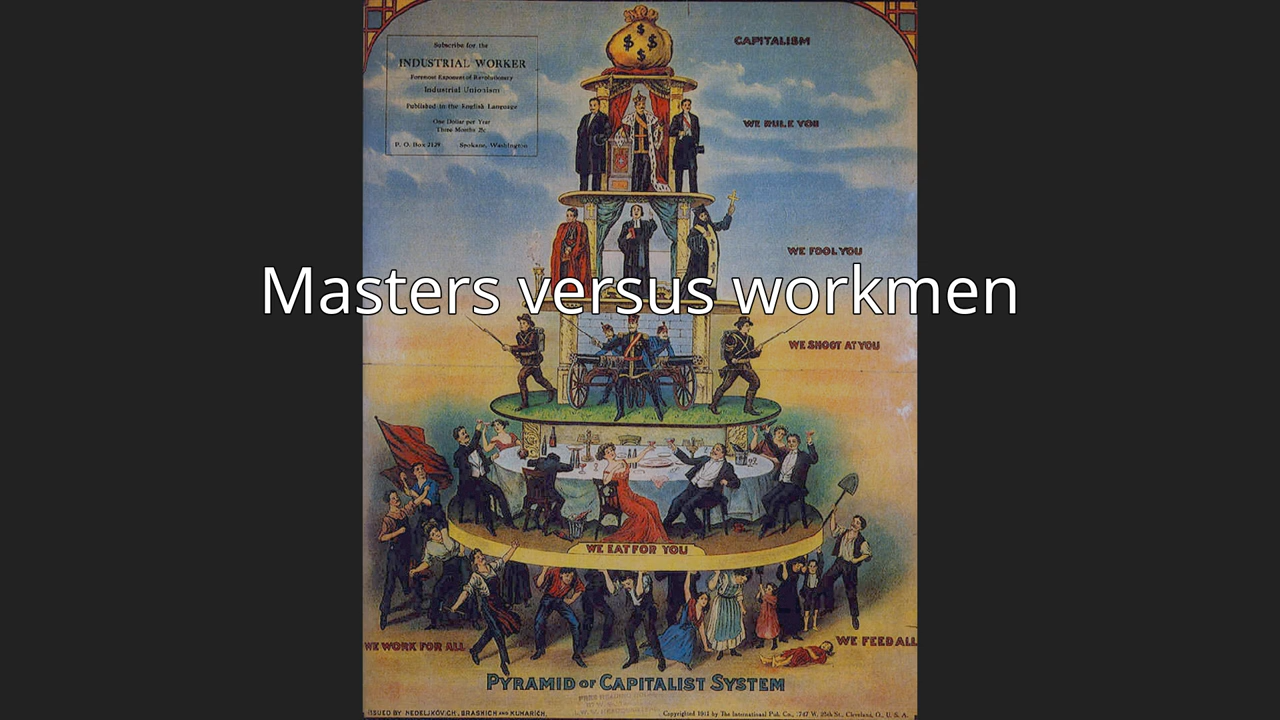 Subscribe for the
INDUSTRIAL WORKER
Foremost Exponent of Revolutionary
Industrial Unionism
Published in the English Language
One Dollar per Year
Three Months 25c
P. O. Box 2129 Spokane, Washington
CAPITALISM
WE RULE YOU
WE FOOL YOU
Masters versus workmen
WE SHOOT AT YOU
WE EAT FOR YOU
WE WORK FOR ALL
WE FEED ALL
PYRAMID OF CAPITALIST SYSTEM
ISSUED BY NEDELJKOVICH, BRASHICH AND KUHARICH.
Copyrighted 1911 by The International Pub. Co., 1747 W. 25th St., Cleveland, O., U. S. A.